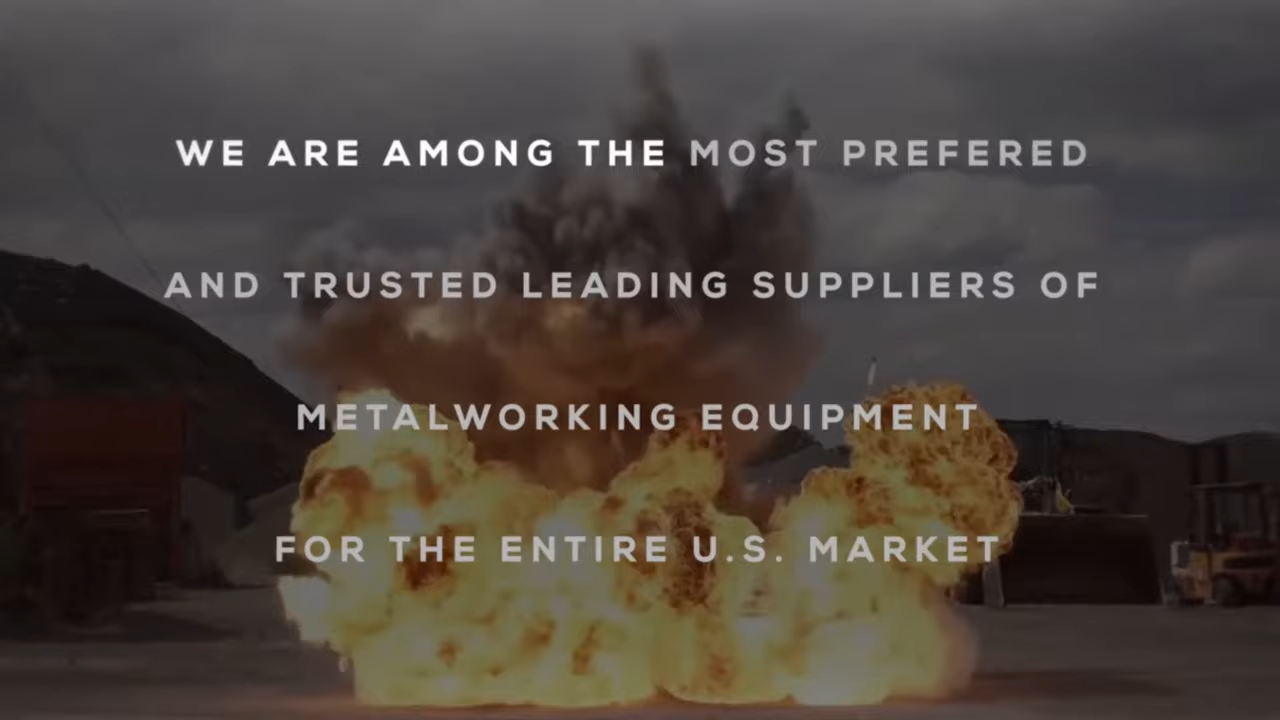 WE ARE AMONG THE MOST PREFERED
AND TRUSTED LEADING SUPPLIERS OF
METALWORKING EQUIPMENT
FOR THE ENTIRE U.S. MARKET